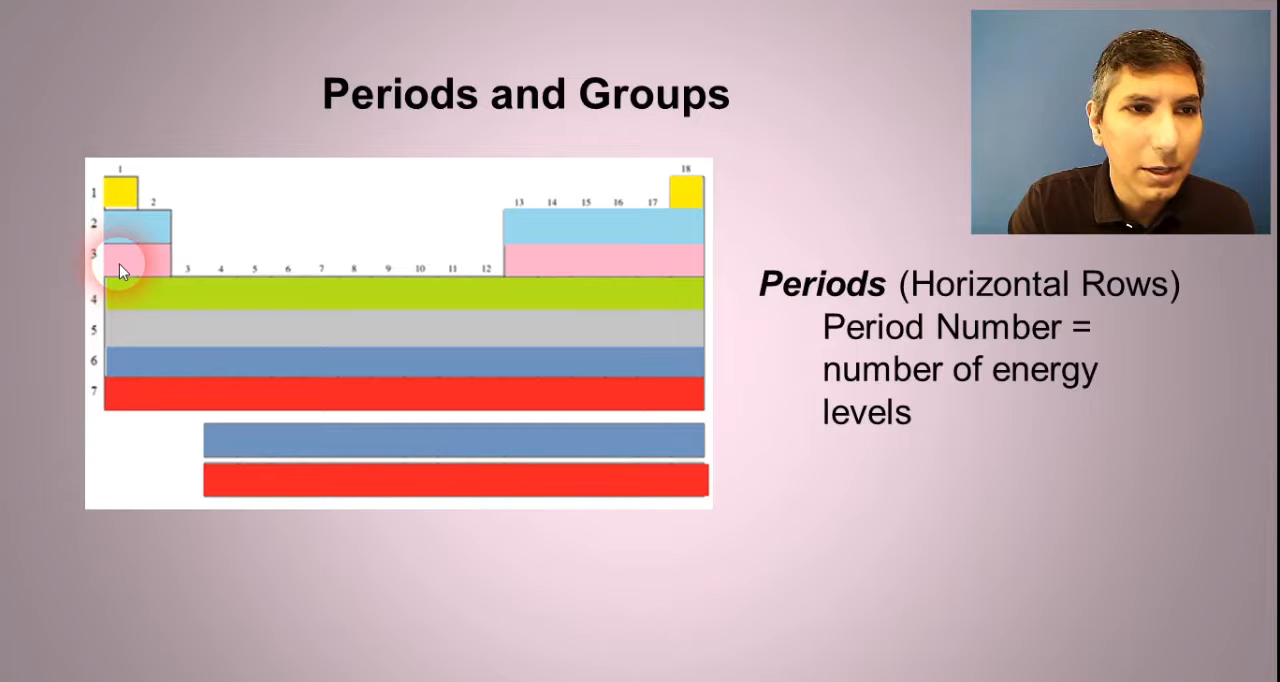 Periods and Groups
1
18
1
2
13 14 15 16 17
2
3
3 4 5 6 7 8 9 10 11 12
4
5
6
7
Periods (Horizontal Rows)
Period Number =
number of energy
levels